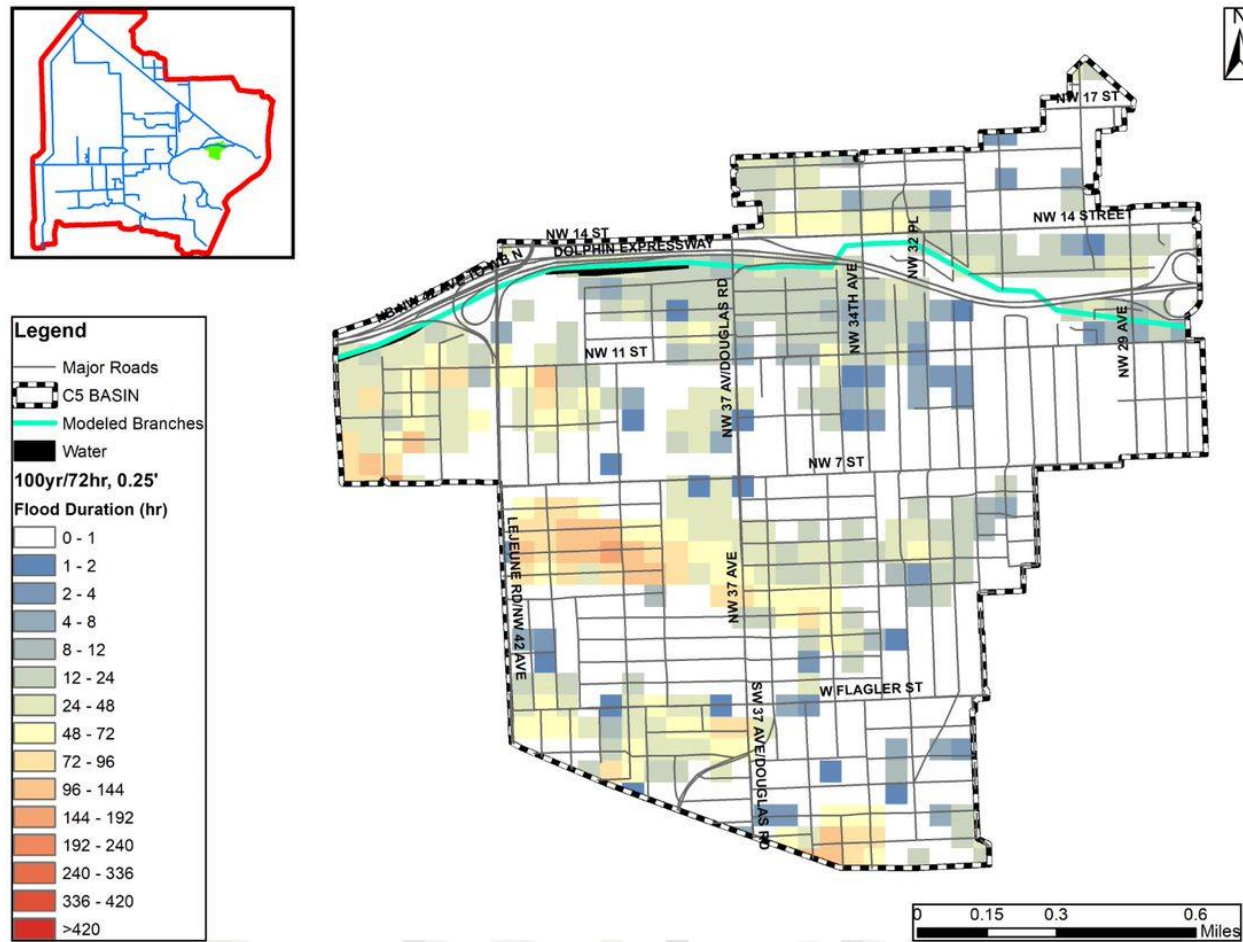 N
NW 17 ST
NW 14 STREET
NW 14 ST
DOLPHIN EXPRESSWAY
NW 32 PL
NW 34TH AVE
NW 37 AV/DOUGLAS RD
NW 29 AVE
NW 11 ST
NW 7 ST
LEJEUNE RD/NW 42 AVE
NW 37 AVE
W FLAGLER ST
SW 37 AVE/DOUGLAS RD
Legend
Major Roads
C5 BASIN
Modeled Branches
Water
100yr/72hr, 0.25'
Flood Duration (hr)
0 - 1
1 - 2
2 - 4
4 - 8
8 - 12
12 - 24
24 - 48
48 - 72
72 - 96
96 - 144
144 - 192
192 - 240
240 - 336
336 - 420
>420
0 0.15 0.3 0.6
Miles